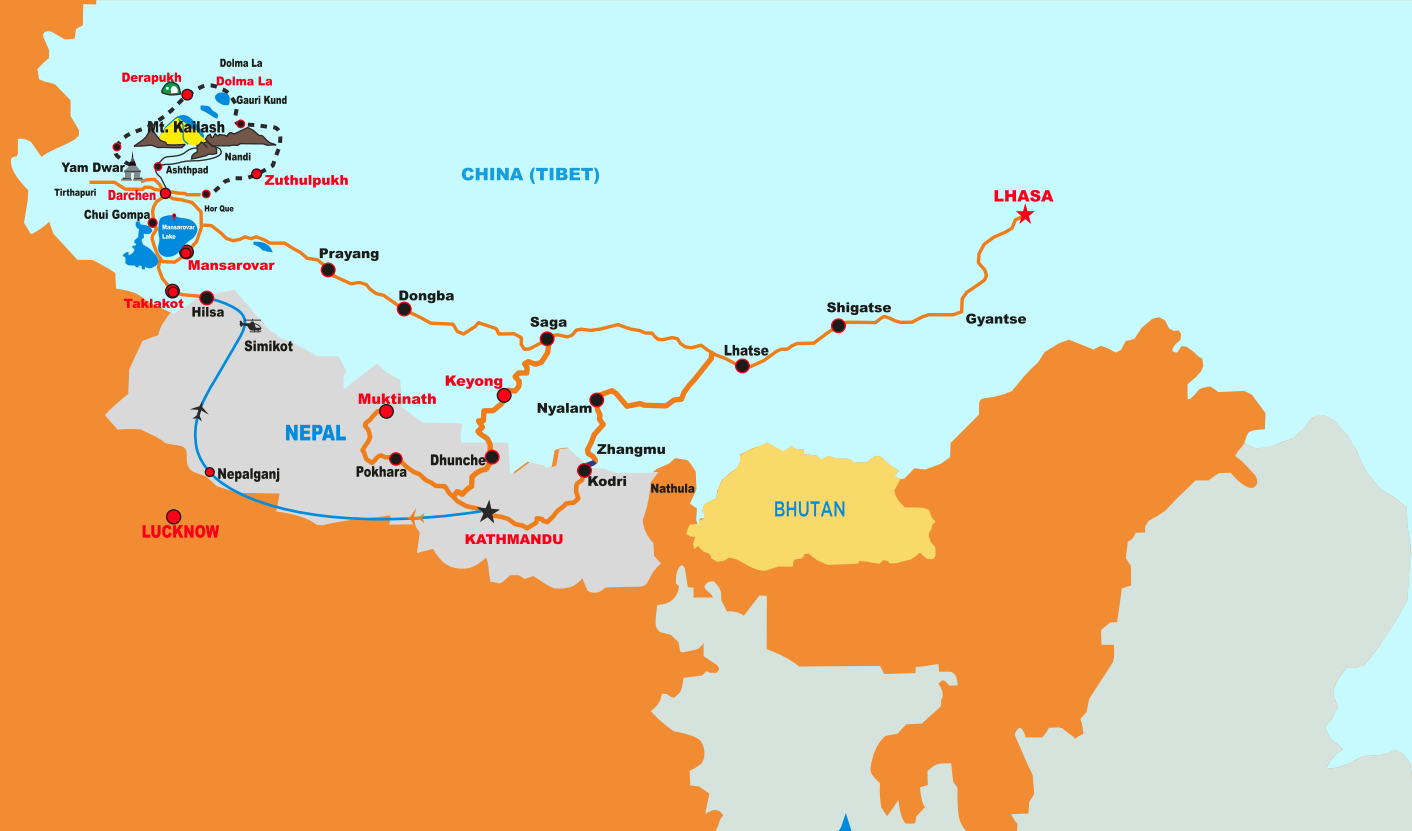 Dolma La
Derapukh
Dolma La
Gauri Kund
Mt. Kailash
Nandi
Yam Dwar
Ashthpad
Zuthulpukh
CHINA (TIBET)
Tirthapuri
Darchen
LHASA
Hor Que
Chui Gompa
Mansarovar
Lake
Prayang
Mansarovar
Dongba
Taklakot
Hilsa
Shigatse
Gyantse
Saga
Simikot
Lhatse
Keyong
Muktinath
Nyalam
NEPAL
Zhangmu
Dhunche
Pokhara
Nepalganj
Kodri
Nathula
BHUTAN
LUCKNOW
KATHMANDU